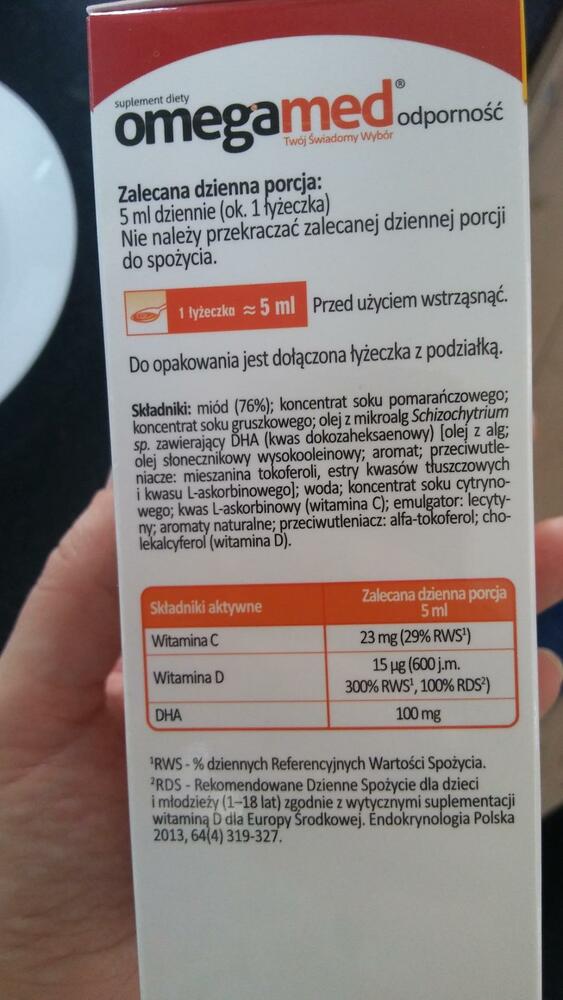 suplement diety
omegamed® odporność
Twój Świadomy Wybór
Zalecana dzienna porcja:
5 ml dziennie (ok. 1 łyżeczka)
Nie należy przekraczać zalecanej dziennej porcji
do spożycia.
1 łyżeczka ≈ 5 ml Przed użyciem wstrząsnąć.
Do opakowania jest dołączona łyżeczka z podziałką.
Składniki: miód (76%); koncentrat soku pomarańczowego;
koncentrat soku gruszkowego; olej z mikroalg Schizochytrium
sp. zawierający DHA (kwas dokozaheksaenowy) [olej z alg;
olej słonecznikowy wysokooleinowy; aromat; przeciwutle-
niacze: mieszanina tokoferoli, estry kwasów tłuszczowych
i kwasu L-askorbinowego]; woda; koncentrat soku cytryno-
wego; kwas L-askorbinowy (witamina C); emulgator: lecyty-
ny; aromaty naturalne; przeciwutleniacz: alfa-tokoferol; cho-
lekalcyferol (witamina D).
Składniki aktywne Zalecana dzienna porcja
5 ml
Witamina C 23 mg (29% RWS¹)
Witamina D 15 µg (600 j.m.
300% RWS¹, 100% RDS²)
DHA 100 mg
¹RWS - % dziennych Referencyjnych Wartości Spożycia.
²RDS - Rekomendowane Dzienne Spożycie dla dzieci
i młodzieży (1–18 lat) zgodnie z wytycznymi suplementacji
witaminą D dla Europy Środkowej. Endokrynologia Polska
2013, 64(4) 319-327.